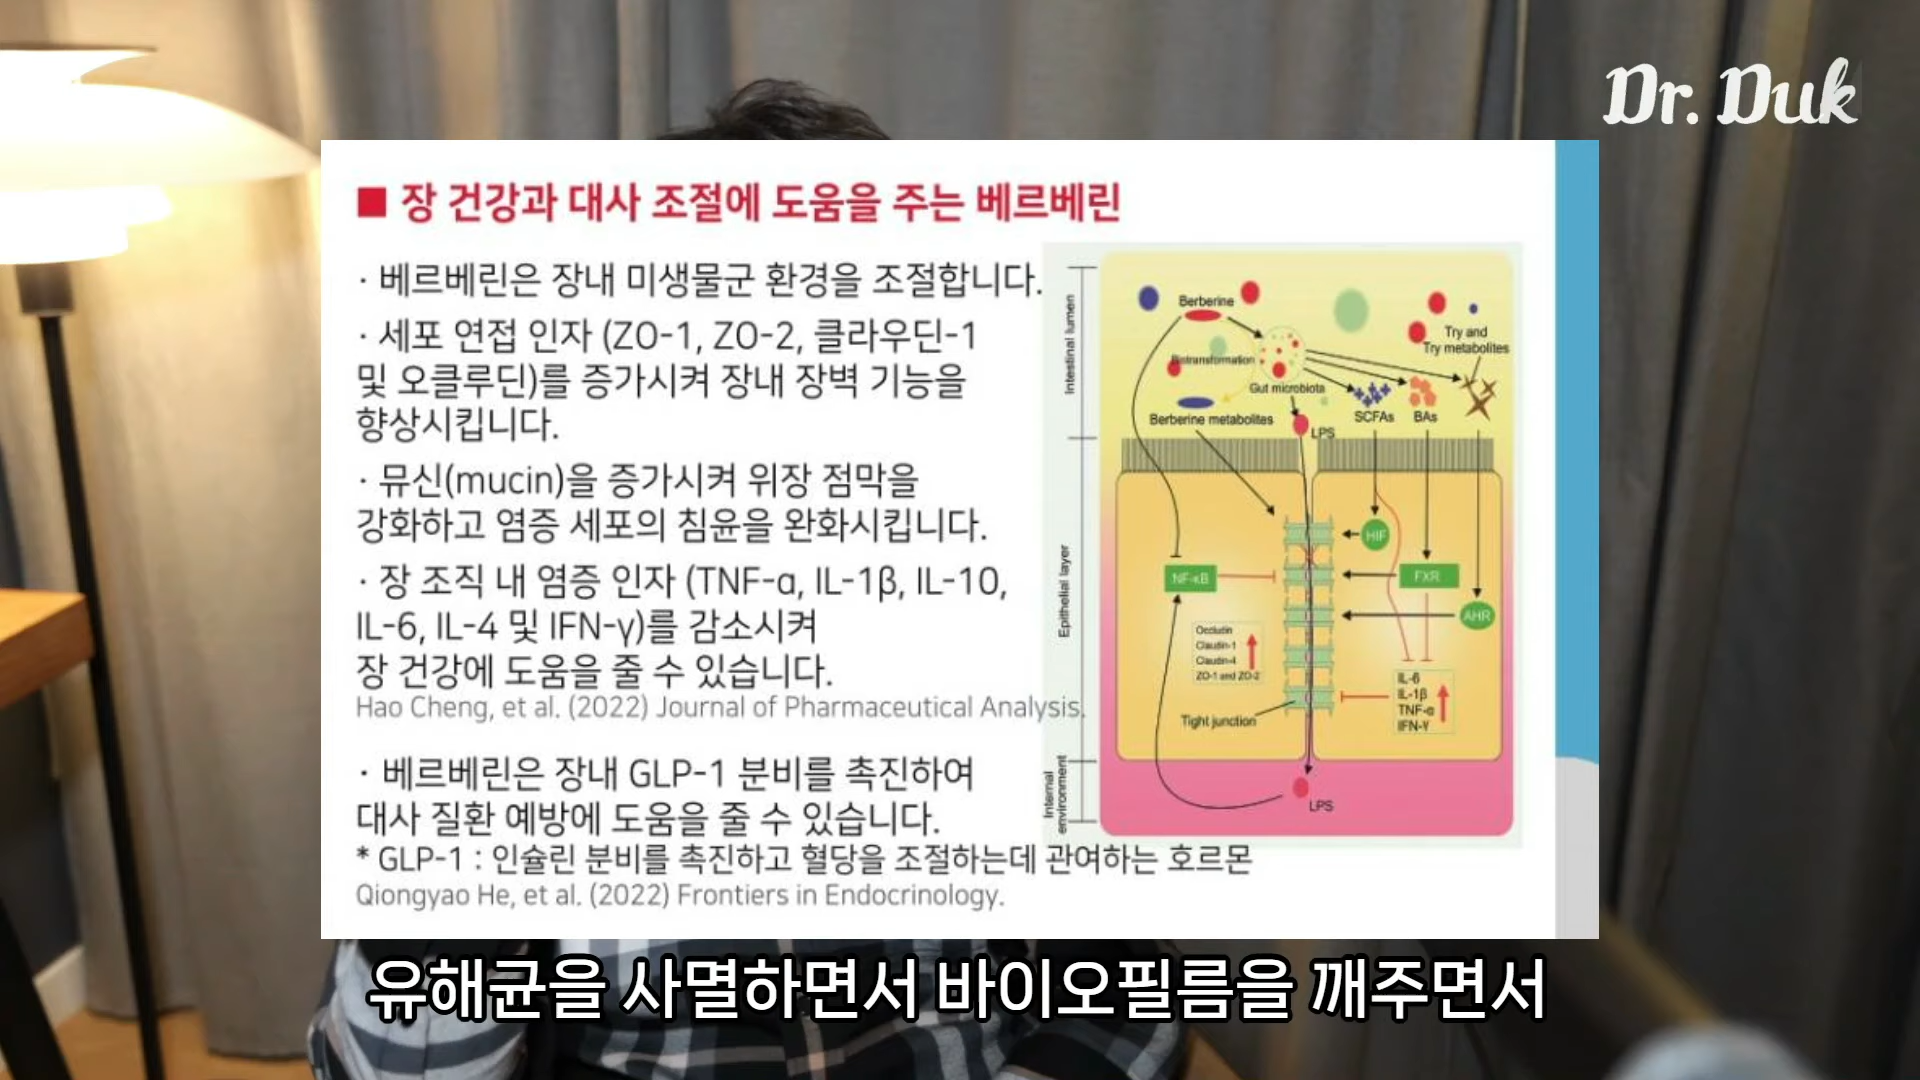 Dr. Duk
■ 장 건강과 대사 조절에 도움을 주는 베르베린
· 베르베린은 장내 미생물군 환경을 조절합니다.
· 세포 연접 인자 (ZO-1, ZO-2, 클라우딘-1
및 오클루딘)를 증가시켜 장내 장벽 기능을
향상시킵니다.
· 뮤신(mucin)을 증가시켜 위장 점막을
강화하고 염증 세포의 침윤을 완화시킵니다.
· 장 조직 내 염증 인자 (TNF-α, IL-1β, IL-10,
IL-6, IL-4 및 IFN-γ)를 감소시켜
장 건강에 도움을 줄 수 있습니다.
Hao Cheng, et al. (2022) Journal of Pharmaceutical Analysis.
· 베르베린은 장내 GLP-1 분비를 촉진하여
대사 질환 예방에 도움을 줄 수 있습니다.
* GLP-1 : 인슐린 분비를 촉진하고 혈당을 조절하는데 관여하는 호르몬
Qiongyao He, et al. (2022) Frontiers in Endocrinology.
Intestinal lumen
Epithelial layer
Internal
environment
Berberine
Biotransformation
Gut microbiota
Berberine metabolites
LPS
SCFAs
BAs
Try and
Try metabolites
HIF
FXR
AHR
NF-κB
Occludin
Claudin-1
Claudin-4
ZO-1 and ZO-2
Tight junction
IL-6
IL-1β
TNF-α
IFN-γ
LPS
유해균을 사멸하면서 바이오필름을 깨주면서